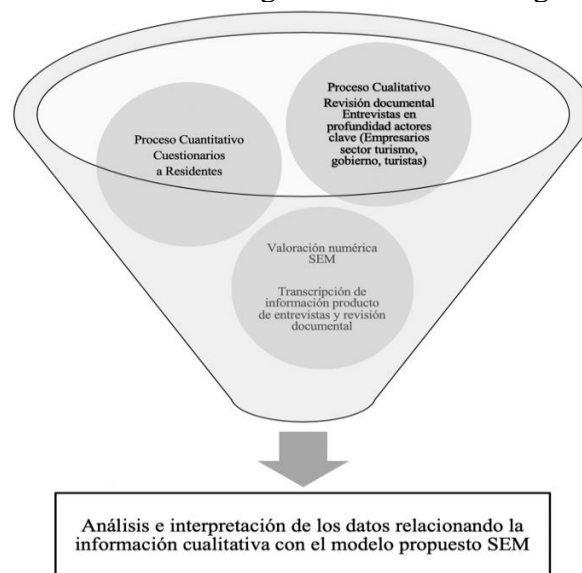 Proceso Cualitativo
Revisión documental
Entrevistas en
profundidad actores
clave (Empresarios
sector turismo,
gobierno, turistas)
Proceso Cuantitativo
Cuestionarios
a Residentes
Valoración numérica
SEM
Transcripción de
información producto
de entrevistas y revisión
documental
Análisis e interpretación de los datos relacionando la
información cualitativa con el modelo propuesto SEM